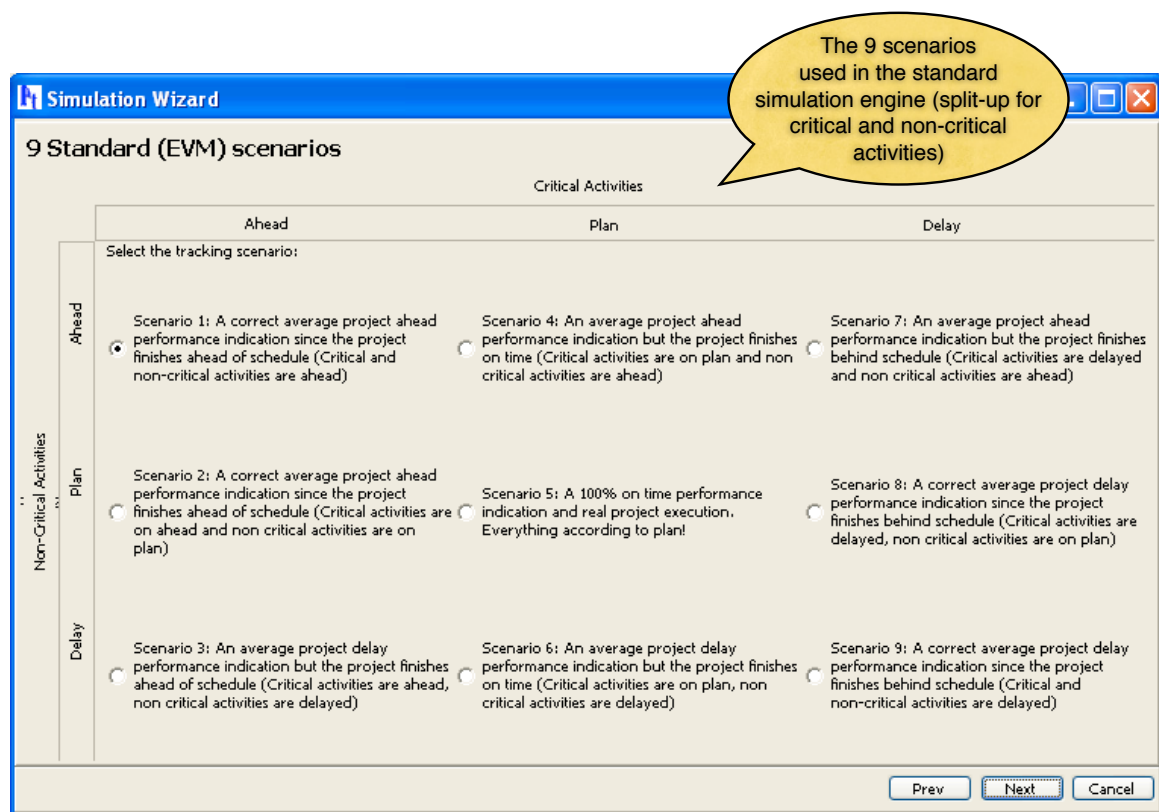 The 9 scenarios
used in the standard
simulation engine (split-up for
critical and non-critical
activities)
Simulation Wizard
9 Standard (EVM) scenarios
Critical Activities
Ahead
Plan
Delay
Non-Critical Activities
Select the tracking scenario:
Ahead
Scenario 1: A correct average project ahead
performance indication since the project
finishes ahead of schedule (Critical and
non-critical activities are ahead)
Scenario 4: An average project ahead
performance indication but the project finishes
on time (Critical activities are on plan and non
critical activities are ahead)
Scenario 7: An average project ahead
performance indication but the project finishes
behind schedule (Critical activities are delayed
and non critical activities are ahead)
Plan
Scenario 2: A correct average project ahead
performance indication since the project
finishes ahead of schedule (Critical activities are
on ahead and non critical activities are on
plan)
Scenario 5: A 100% on time performance
indication and real project execution.
Everything according to plan!
Scenario 8: A correct average project delay
performance indication since the project
finishes behind schedule (Critical activities are
delayed, non critical activities are on plan)
Delay
Scenario 3: An average project delay
performance indication but the project finishes
ahead of schedule (Critical activities are ahead,
non critical activities are delayed)
Scenario 6: An average project delay
performance indication but the project finishes
on time (Critical activities are on plan, non
critical activities are delayed)
Scenario 9: A correct average project delay
performance indication since the project
finishes behind schedule (Critical and
non-critical activities are delayed)
Prev
Next
Cancel